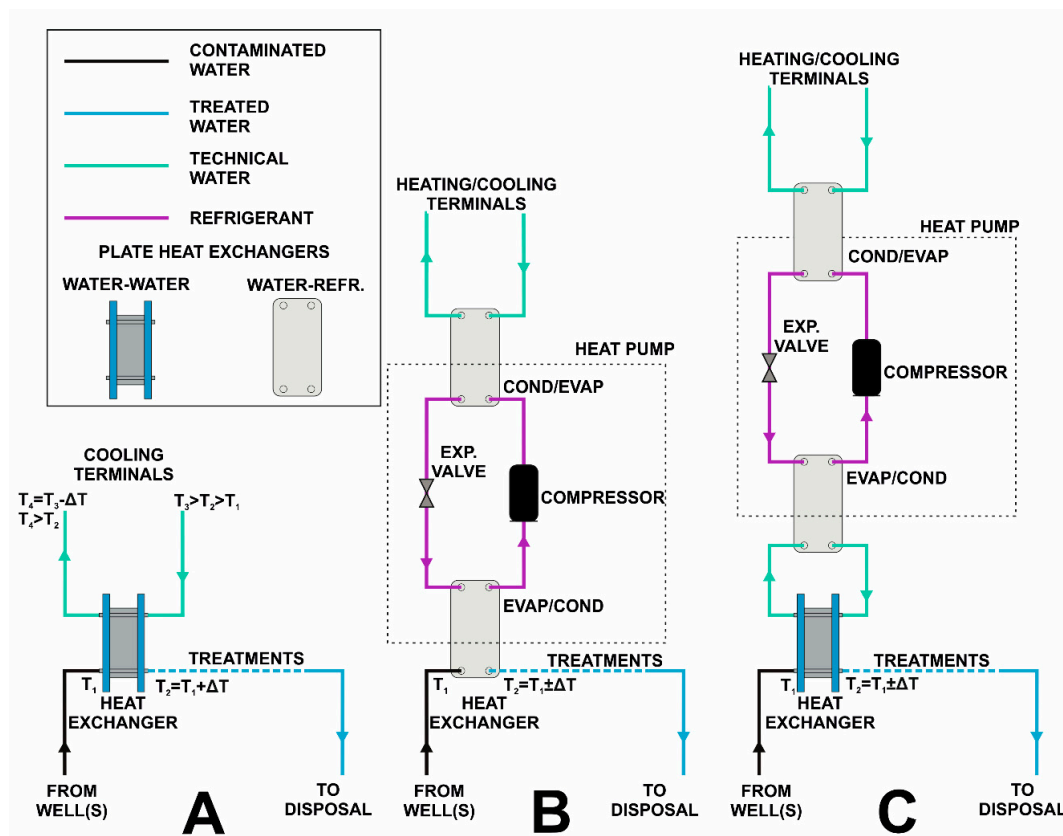 CONTAMINATED
WATER
TREATED
WATER
TECHNICAL
WATER
REFRIGERANT
PLATE HEAT EXCHANGERS
WATER-WATER
WATER-REFR.
COOLING
TERMINALS
T₄=T₃-ΔT
T₄>T₂
T₃>T₂>T₁
TREATMENTS
T₁
T₂=T₁+ΔT
HEAT
EXCHANGER
FROM
WELL(S)
TO
DISPOSAL
A
HEATING/COOLING
TERMINALS
HEAT PUMP
COND/EVAP
EXP.
VALVE
COMPRESSOR
EVAP/COND
TREATMENTS
T₁
T₂=T₁±ΔT
HEAT
EXCHANGER
FROM
WELL(S)
TO
DISPOSAL
B
HEATING/COOLING
TERMINALS
HEAT PUMP
COND/EVAP
EXP.
VALVE
COMPRESSOR
EVAP/COND
TREATMENTS
T₁
T₂=T₁±ΔT
HEAT
EXCHANGER
FROM
WELL(S)
TO
DISPOSAL
C